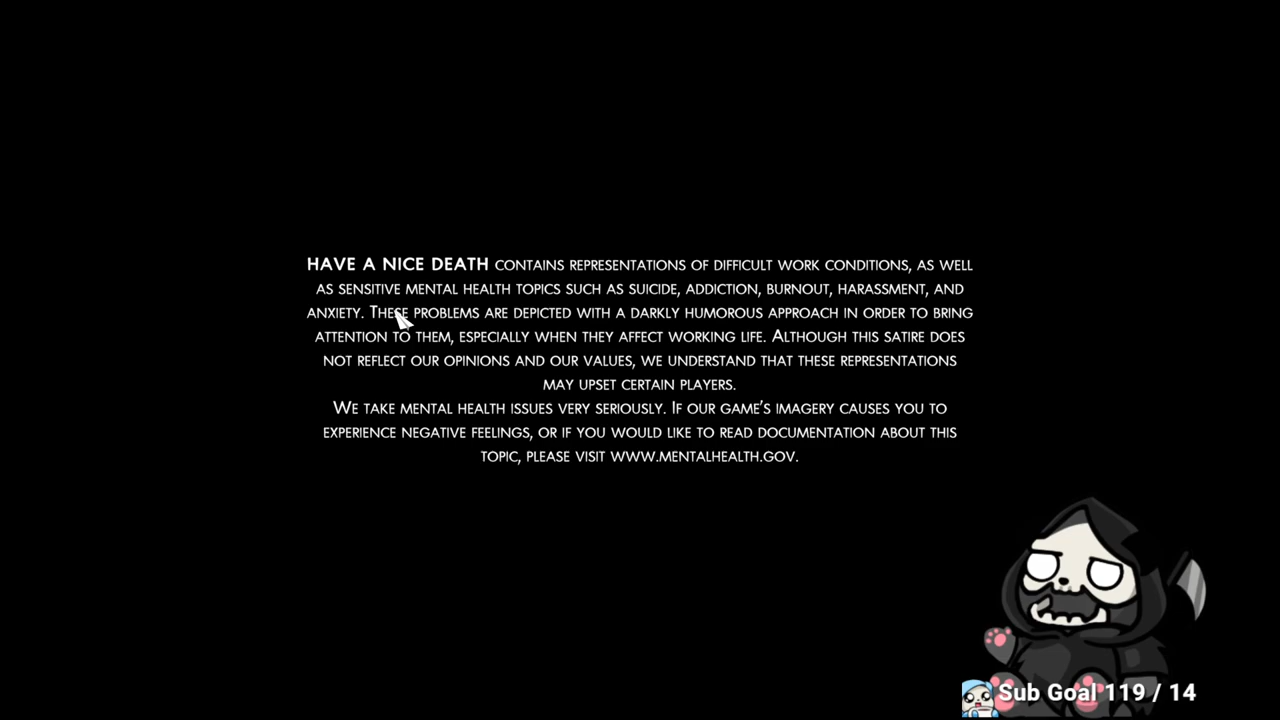 HAVE A NICE DEATH CONTAINS REPRESENTATIONS OF DIFFICULT WORK CONDITIONS, AS WELL
AS SENSITIVE MENTAL HEALTH TOPICS SUCH AS SUICIDE, ADDICTION, BURNOUT, HARASSMENT, AND
ANXIETY. THESE PROBLEMS ARE DEPICTED WITH A DARKLY HUMOROUS APPROACH IN ORDER TO BRING
ATTENTION TO THEM, ESPECIALLY WHEN THEY AFFECT WORKING LIFE. ALTHOUGH THIS SATIRE DOES
NOT REFLECT OUR OPINIONS AND OUR VALUES, WE UNDERSTAND THAT THESE REPRESENTATIONS
MAY UPSET CERTAIN PLAYERS.
WE TAKE MENTAL HEALTH ISSUES VERY SERIOUSLY. IF OUR GAME'S IMAGERY CAUSES YOU TO
EXPERIENCE NEGATIVE FEELINGS, OR IF YOU WOULD LIKE TO READ DOCUMENTATION ABOUT THIS
TOPIC, PLEASE VISIT WWW.MENTALHEALTH.GOV.
Sub Goal 119 / 14